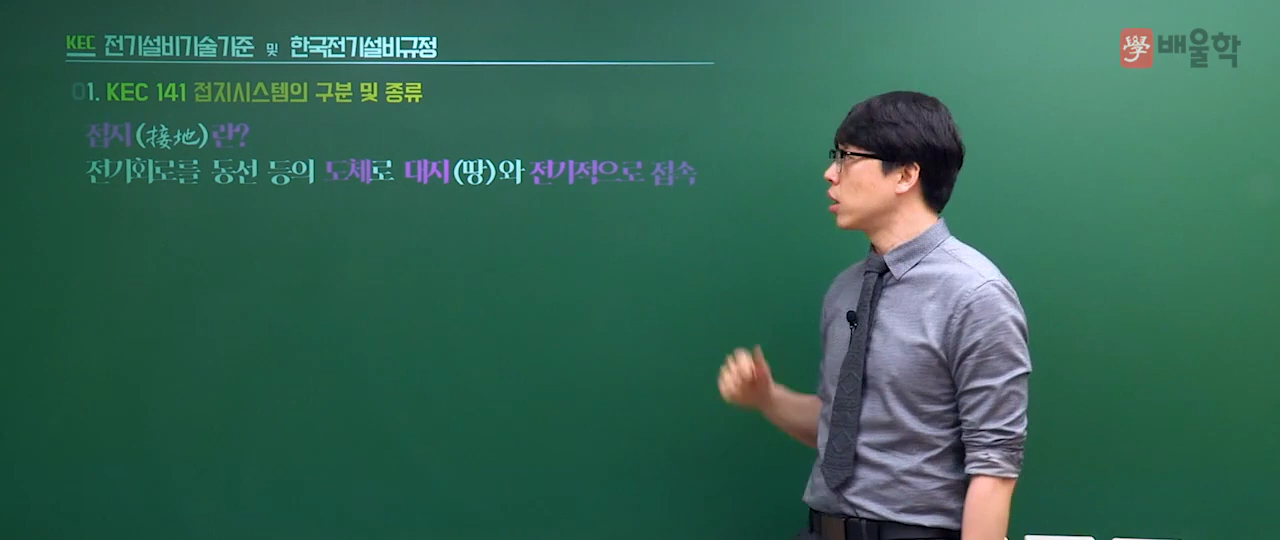 KEC 전기설비기술기준 및 한국전기설비규정
學 배울학
01. KEC 141 접지시스템의 구분 및 종류
접지(接地)란?
전기회로를 동선 등의 도체로 대지(땅)와 전기적으로 접속